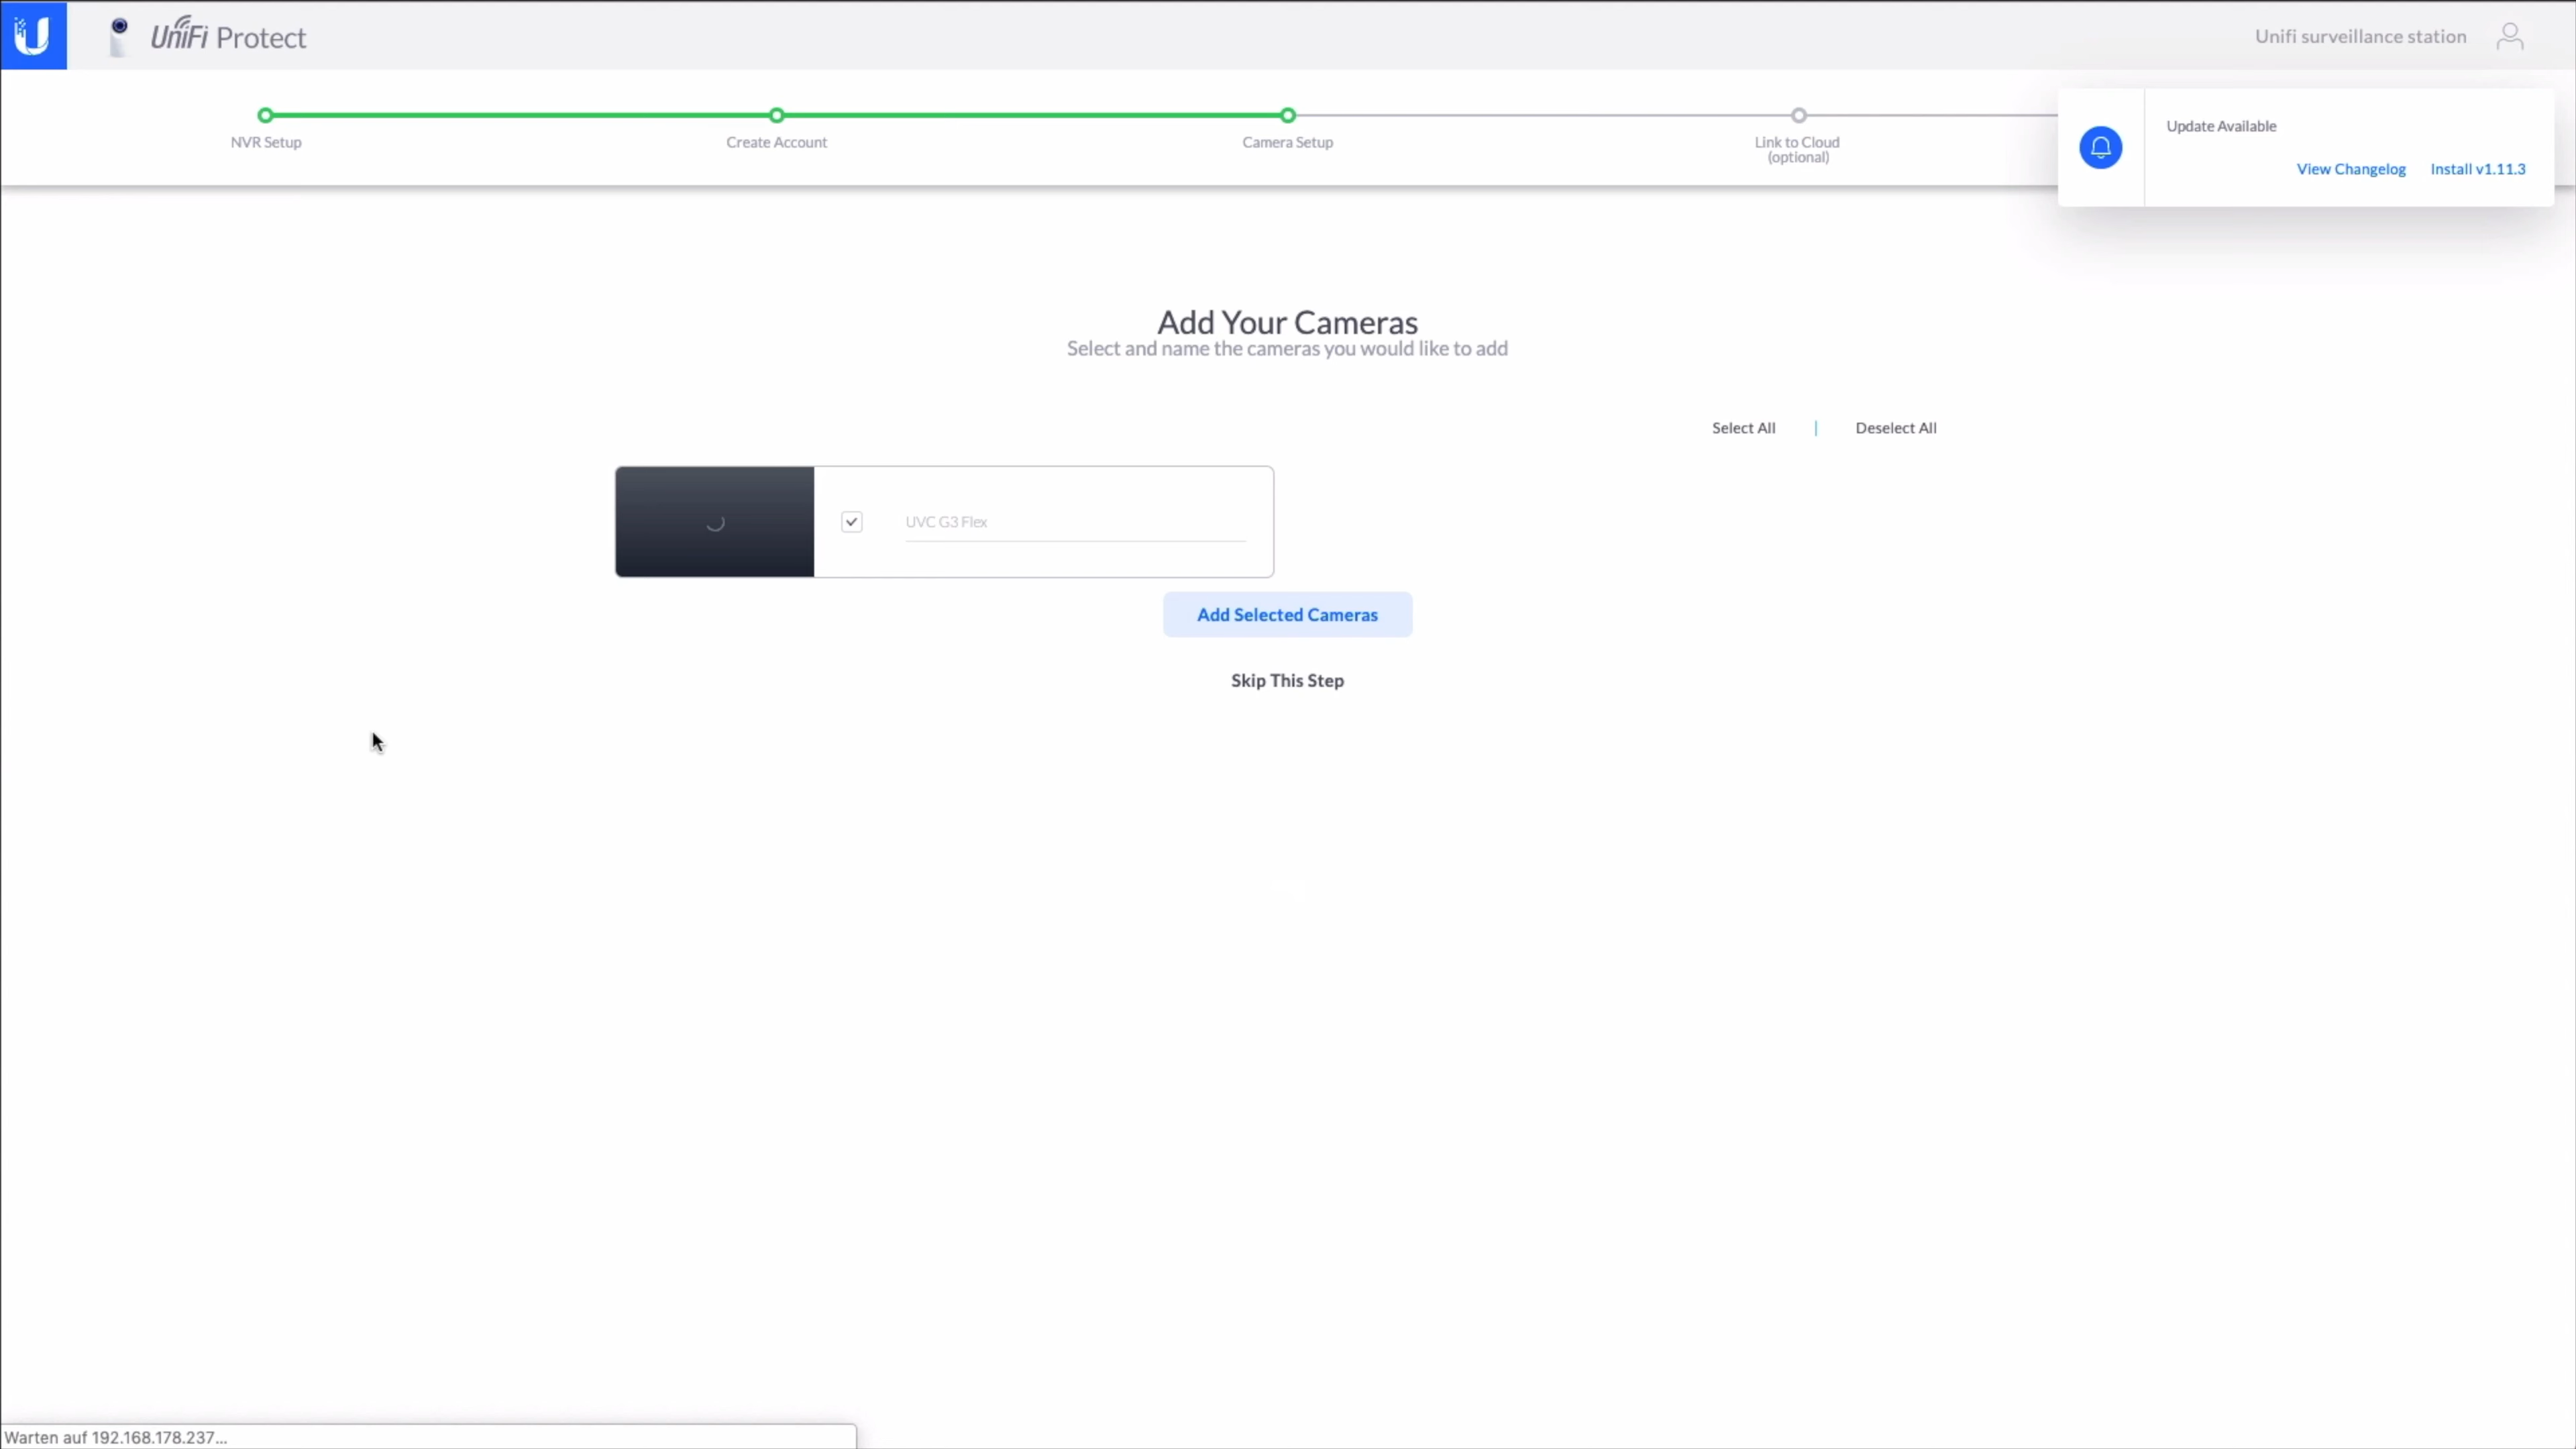 UniFi Protect
Unifi surveillance station
NVR Setup
Create Account
Camera Setup
Link to Cloud
(optional)
Update Available
View Changelog
Install v1.11.3
Add Your Cameras
Select and name the cameras you would like to add
Select All
|
Deselect All
UVC G3 Flex
Add Selected Cameras
Skip This Step
Warten auf 192.168.178.237...